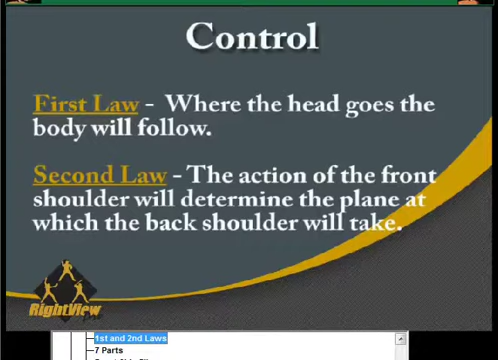 Control
First Law - Where the head goes the
body will follow.
Second Law - The action of the front
shoulder will determine the plane at
which the back shoulder will take.
RightView
1st and 2nd Laws
7 Parts